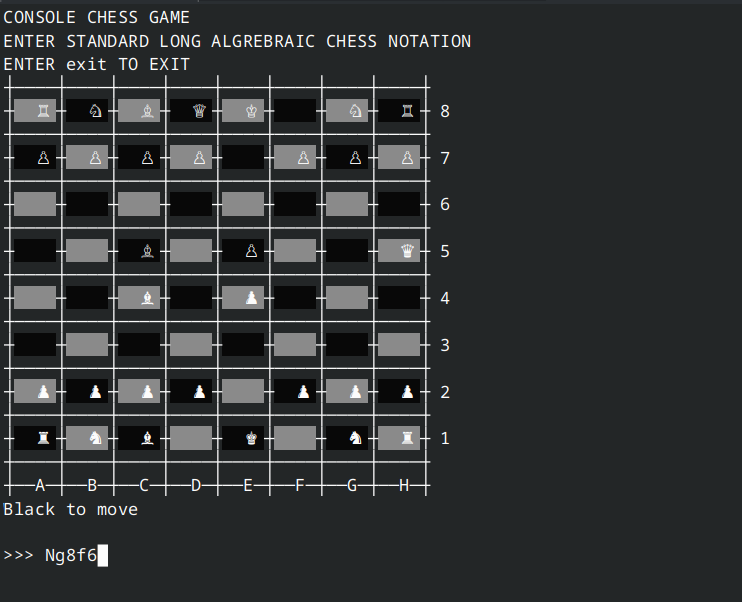 CONSOLE CHESS GAME
ENTER STANDARD LONG ALGREBRAIC CHESS NOTATION
ENTER exit TO EXIT
8
7
6
5
4
3
2
1
A B C D E F G H
Black to move
>>> Ng8f6